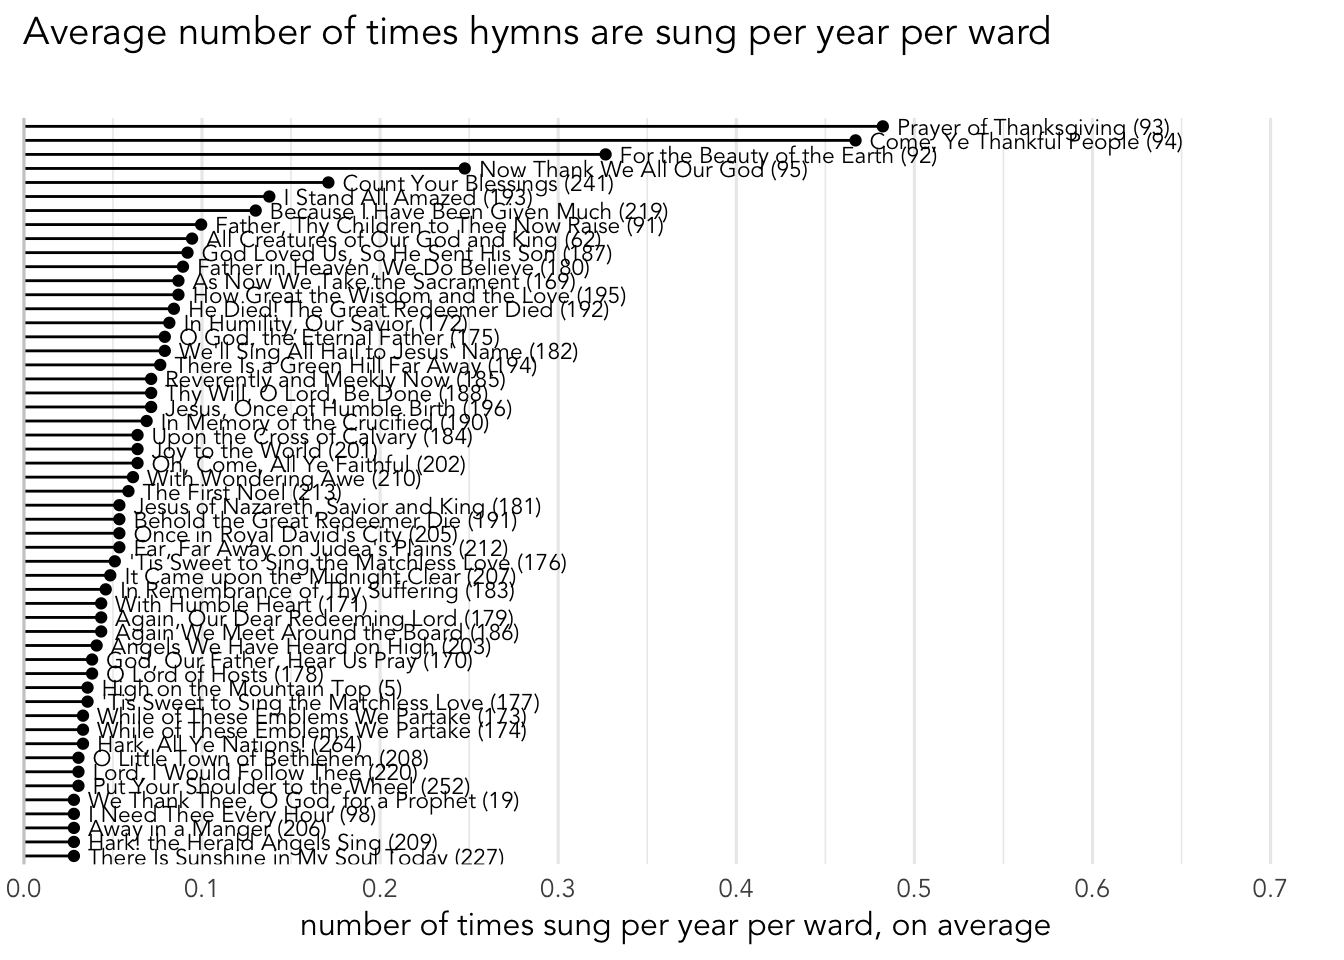 Average number of times hymns are sung per year per ward
Prayer of Thanksgiving (93)
Come, Ye Thankful People (94)
For the Beauty of the Earth (92)
Now Thank We All Our God (95)
Count Your Blessings (241)
I Stand All Amazed (193)
Because I Have Been Given Much (219)
Father, Thy Children to Thee Now Raise (91)
All Creatures of Our God and King (62)
God Loved Us, So He Sent His Son (187)
Father in Heaven, We Do Believe (180)
As Now We Take the Sacrament (169)
How Great the Wisdom and the Love (195)
He Died! The Great Redeemer Died (192)
In Humility, Our Savior (172)
O God, the Eternal Father (175)
We'll Sing All Hail to Jesus' Name (182)
There Is a Green Hill Far Away (194)
Reverently and Meekly Now (185)
Thy Will, O Lord, Be Done (188)
Jesus, Once of Humble Birth (196)
In Memory of the Crucified (190)
Upon the Cross of Calvary (184)
Joy to the World (201)
Oh, Come, All Ye Faithful (202)
With Wondering Awe (210)
The First Noel (213)
Jesus of Nazareth, Savior and King (181)
Behold the Great Redeemer Die (191)
Once in Royal David's City (205)
Far, Far Away on Judea's Plains (212)
'Tis Sweet to Sing the Matchless Love (176)
It Came upon the Midnight Clear (207)
In Remembrance of Thy Suffering (183)
With Humble Heart (171)
Again, Our Dear Redeeming Lord (179)
Again We Meet Around the Board (186)
Angels We Have Heard on High (203)
God, Our Father, Hear Us Pray (170)
O Lord of Hosts (178)
High on the Mountain Top (5)
'Tis Sweet to Sing the Matchless Love (177)
While of These Emblems We Partake (173)
While of These Emblems We Partake (174)
Hark, All Ye Nations! (264)
O Little Town of Bethlehem (208)
Lord, I Would Follow Thee (220)
Put Your Shoulder to the Wheel (252)
We Thank Thee, O God, for a Prophet (19)
I Need Thee Every Hour (98)
Away in a Manger (206)
Hark! the Herald Angels Sing (209)
There Is Sunshine in My Soul Today (227)
0.0 0.1 0.2 0.3 0.4 0.5 0.6 0.7
number of times sung per year per ward, on average